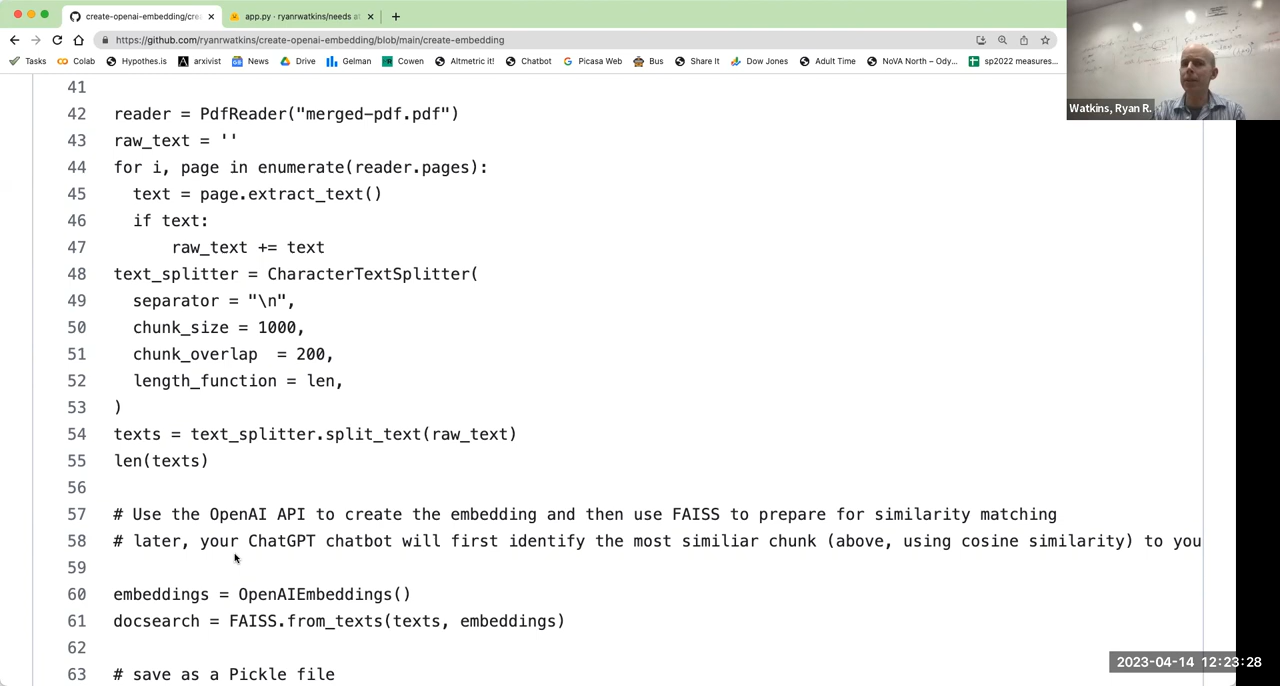 create-openai-embedding/crea
app.py · ryanrwatkins/needs at
https://github.com/ryanrwatkins/create-openai-embedding/blob/main/create-embedding
Tasks Colab Hypothes.is arxivist News Drive Gelman Cowen Altmetric it! Chatbot Picasa Web Bus Share It Dow Jones Adult Time NoVA North – Ody... sp2022 measures...
Watkins, Ryan R.
41
42 reader = PdfReader("merged-pdf.pdf")
43 raw_text = ''
44 for i, page in enumerate(reader.pages):
45 text = page.extract_text()
46 if text:
47 raw_text += text
48 text_splitter = CharacterTextSplitter(
49 separator = "\n",
50 chunk_size = 1000,
51 chunk_overlap  = 200,
52 length_function = len,
53 )
54 texts = text_splitter.split_text(raw_text)
55 len(texts)
56
57 # Use the OpenAI API to create the embedding and then use FAISS to prepare for similarity matching
58 # later, your ChatGPT chatbot will first identify the most similiar chunk (above, using cosine similarity) to you
59
60 embeddings = OpenAIEmbeddings()
61 docsearch = FAISS.from_texts(texts, embeddings)
62
63 # save as a Pickle file
2023-04-14 12:23:28